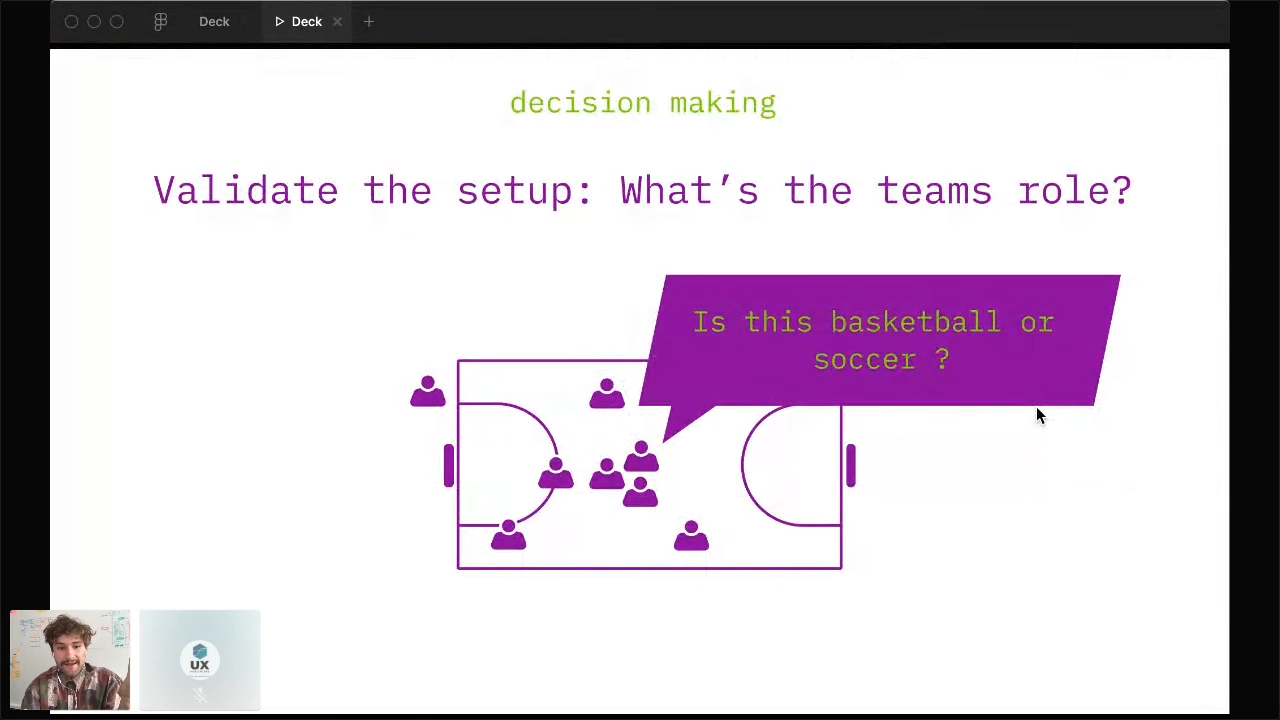 Deck
Deck
decision making
Validate the setup: What’s the teams role?
Is this basketball or
soccer ?
UX